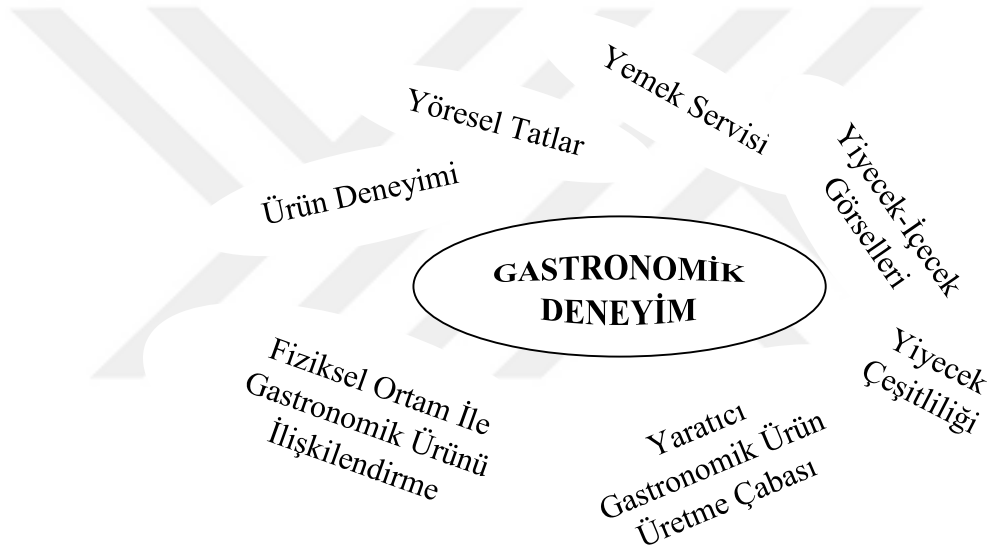 Yemek Servisi
Yöresel Tatlar
Ürün Deneyimi
Yiyecek-İçecek
Görselleri
GASTRONOMİK
DENEYİM
Yiyecek
Çeşitliliği
Fiziksel Ortam İle
Gastronomik Ürünü
İlişkilendirme
Yaratıcı
Gastronomik Ürün
Üretme Çabası